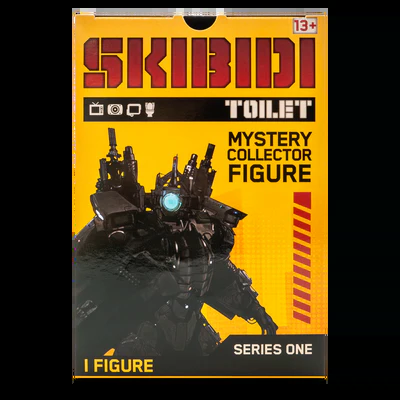 13+
SKIBIDI
TOILET
MYSTERY
COLLECTOR
FIGURE
SERIES ONE
1 FIGURE